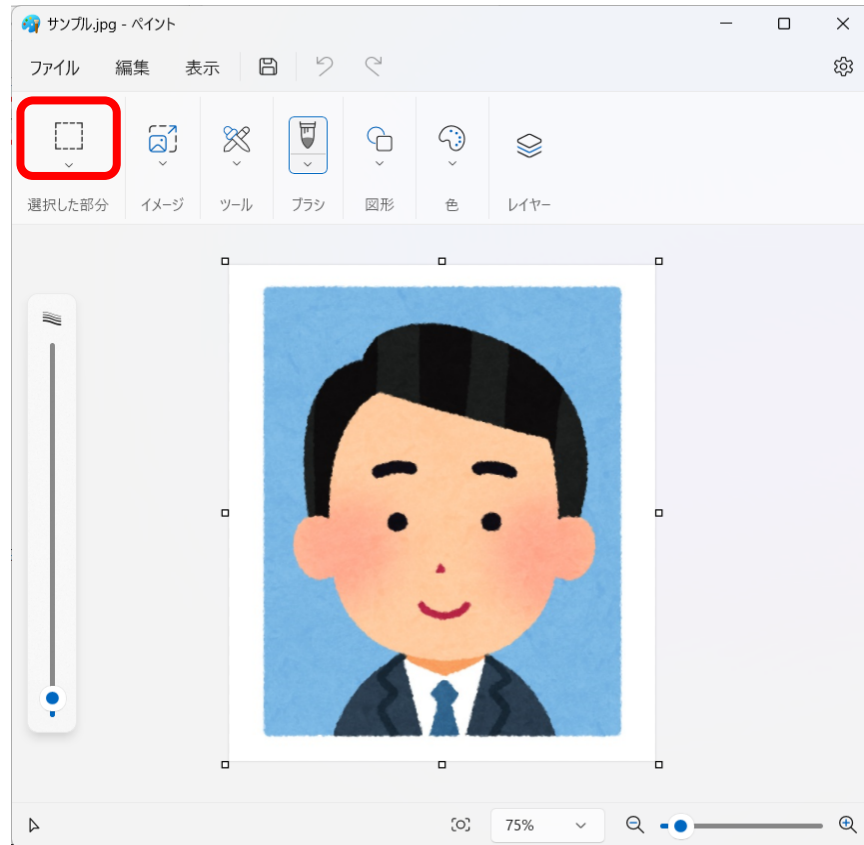 サンプル.jpg - ペイント
ファイル 編集 表示
選択した部分 イメージ ツール ブラシ 図形 色 レイヤー
75%